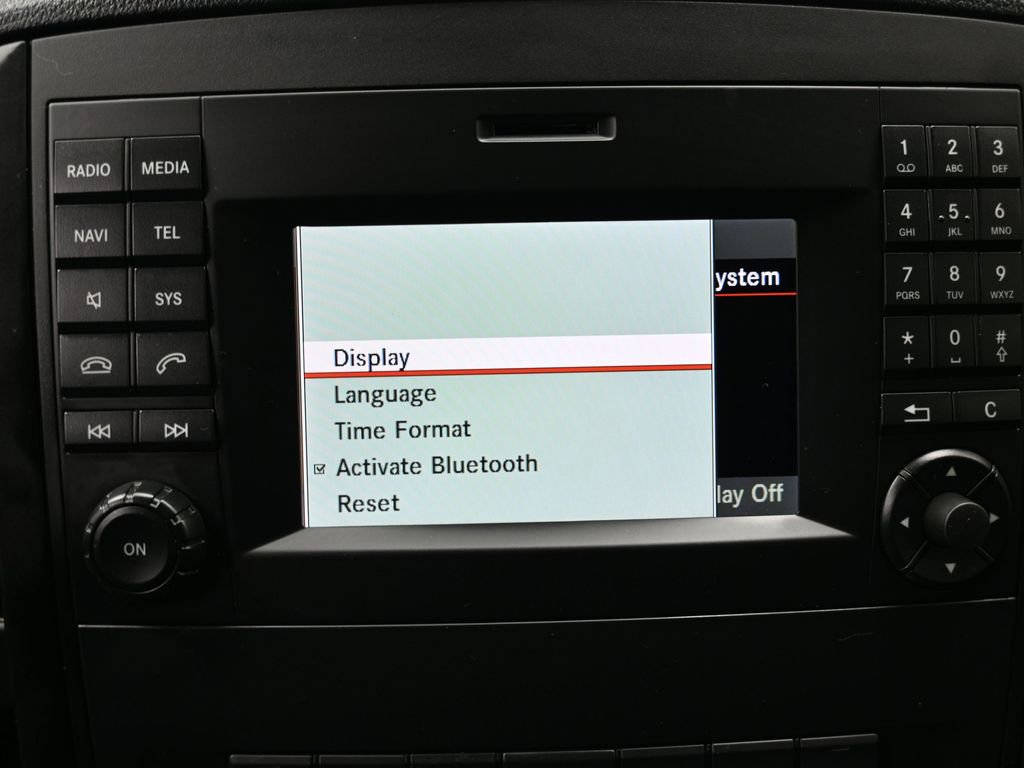 RADIO MEDIA
NAVI TEL
SYS
ON
ystem
Display
Language
Time Format
Activate Bluetooth
Reset
lay Off
1 2 3
ABC DEF
4 5 6
GHI JKL MNO
7 8 9
PQRS TUV WXYZ
* 0 #
+
C